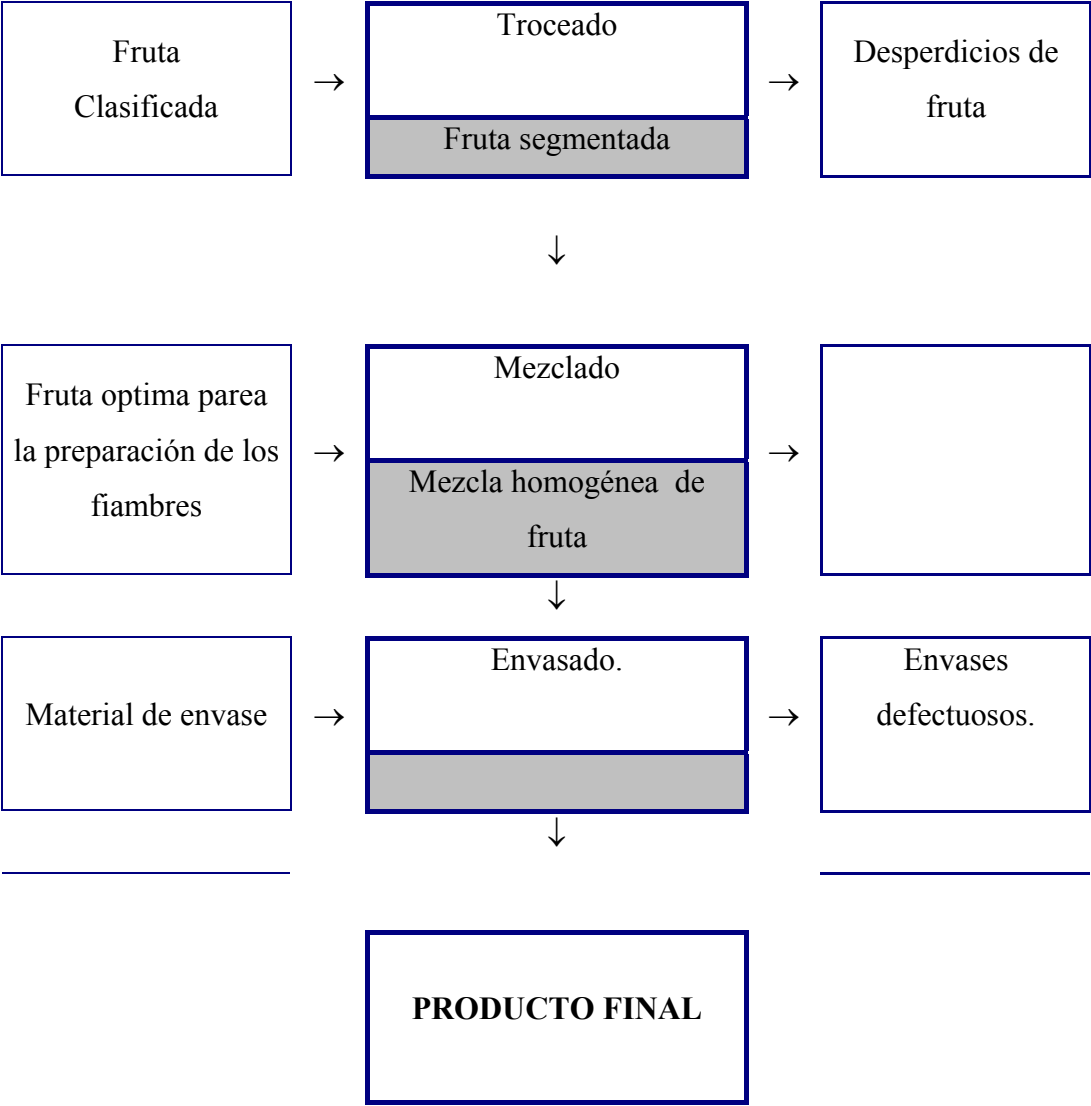 Fruta
Clasificada
→
Troceado
Fruta segmentada
→
Desperdicios de
fruta
↓
Fruta optima parea
la preparación de los
fiambres
→
Mezclado
Mezcla homogénea de
fruta
→
↓
Material de envase
→
Envasado.
→
Envases
defectuosos.
↓
PRODUCTO FINAL